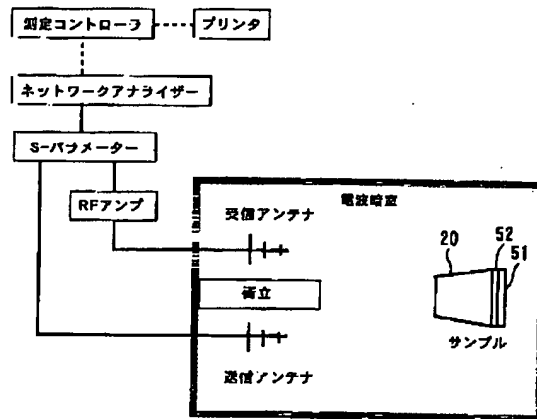 測定コントローラ
プリンタ
ネットワークアナライザー
S-パラメーター
RFアンプ
電波暗室
受信アンテナ
衝立
送信アンテナ
20
52
51
サンプル